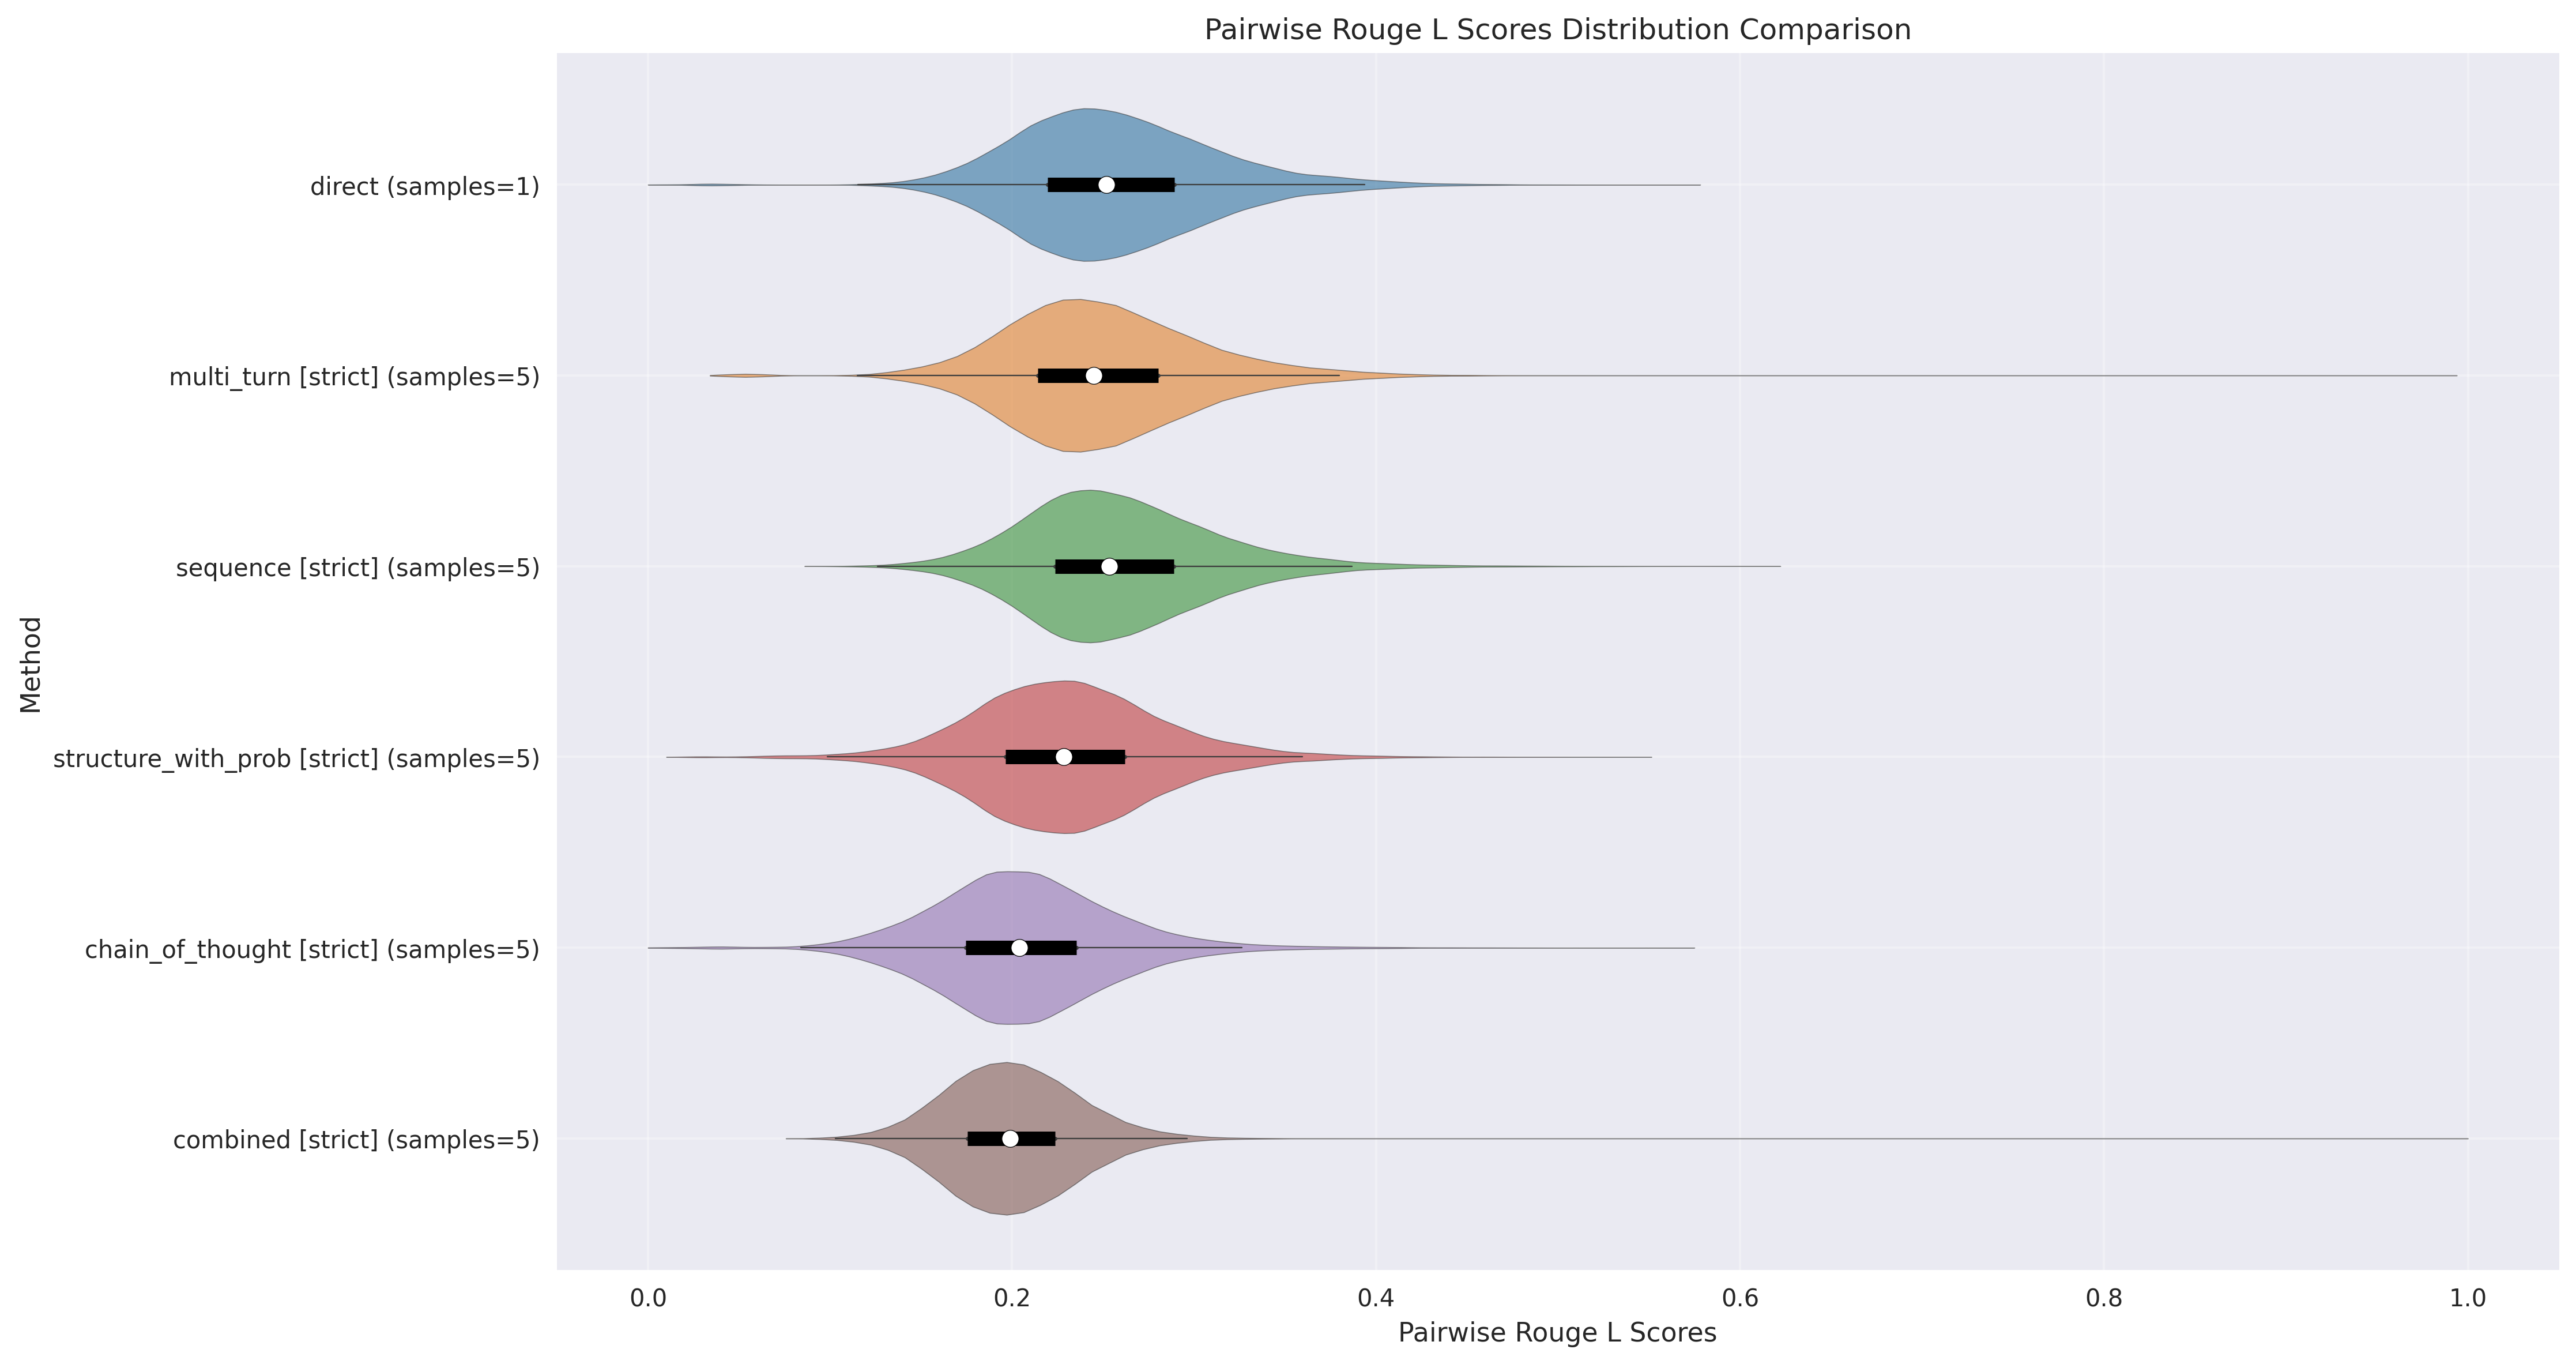 Pairwise Rouge L Scores Distribution Comparison
Method
direct (samples=1)
multi_turn [strict] (samples=5)
sequence [strict] (samples=5)
structure_with_prob [strict] (samples=5)
chain_of_thought [strict] (samples=5)
combined [strict] (samples=5)
0.0 0.2 0.4 0.6 0.8 1.0
Pairwise Rouge L Scores